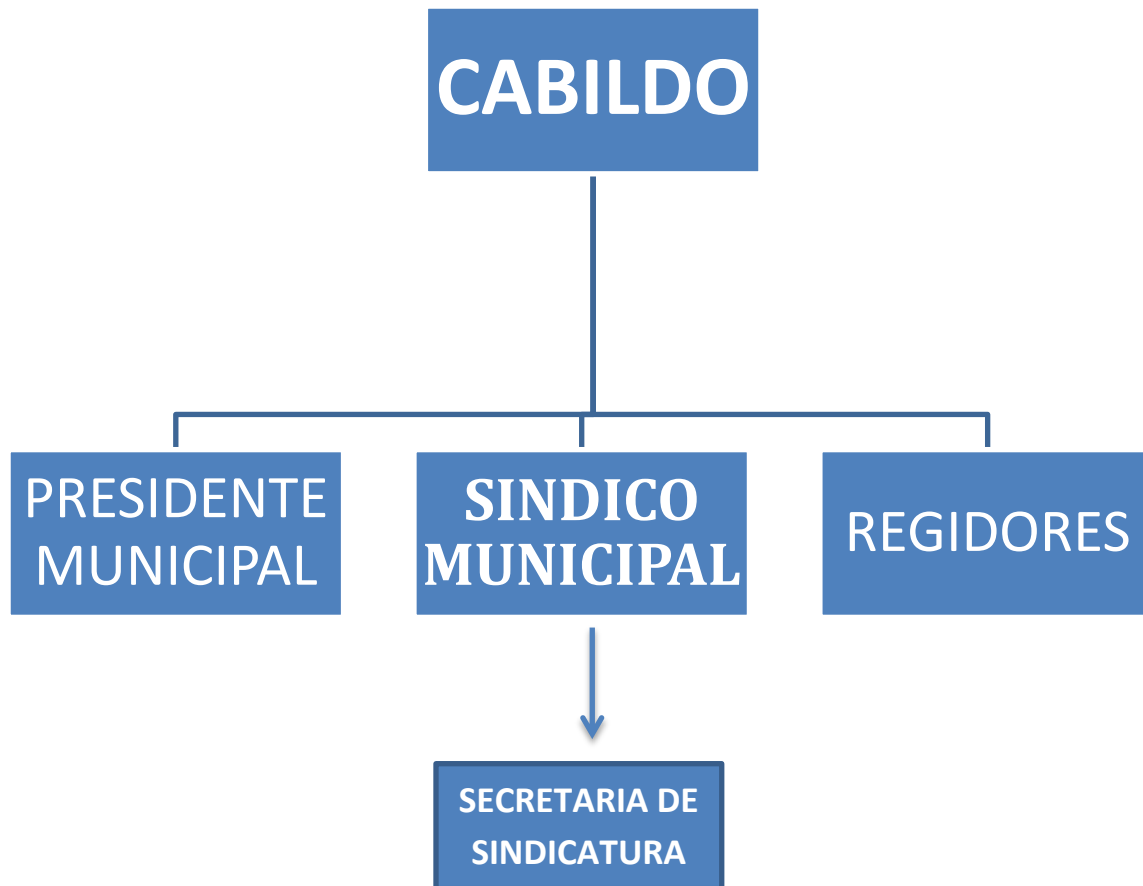 CABILDO
PRESIDENTE
MUNICIPAL
SINDICO
MUNICIPAL
REGIDORES
SECRETARIA DE
SINDICATURA